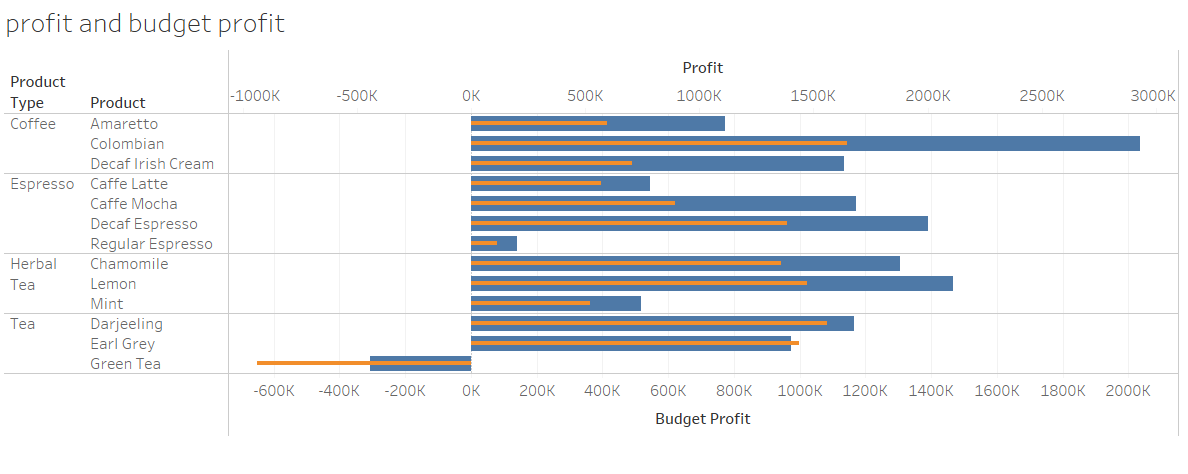 profit and budget profit
Profit
Product
Type Product
-1000K -500K 0K 500K 1000K 1500K 2000K 2500K 3000K
Coffee Amaretto
Colombian
Decaf Irish Cream
Espresso Caffe Latte
Caffe Mocha
Decaf Espresso
Regular Espresso
Herbal Chamomile
Tea Lemon
Mint
Tea Darjeeling
Earl Grey
Green Tea
-600K -400K -200K 0K 200K 400K 600K 800K 1000K 1200K 1400K 1600K 1800K 2000K
Budget Profit